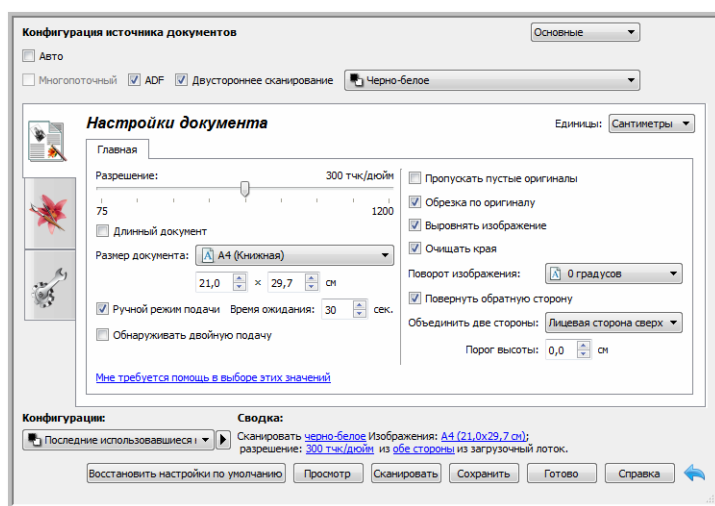 Конфигурация источника документов
Основные
Авто
Многопоточный
ADF
Двустороннее сканирование
Черно-белое
Настройки документа
Единицы: Сантиметры
Главная
Разрешение: 300 тчк/дюйм
75 1200
Длинный документ
Размер документа: A4 (Книжная)
21,0 × 29,7 см
Ручной режим подачи Время ожидания: 30 сек.
Обнаруживать двойную подачу
Мне требуется помощь в выборе этих значений
Пропускать пустые оригиналы
Обрезка по оригиналу
Выровнять изображение
Очищать края
Поворот изображения: 0 градусов
Повернуть обратную сторону
Объединить две стороны: Лицевая сторона сверх
Порог высоты: 0,0 см
Конфигурации:
Последние использовавшиеся
Сводка:
Сканировать черно-белое Изображения: A4 (21,0x29,7 см);
разрешение: 300 тчк/дюйм из обе стороны из загрузочный лоток.
Восстановить настройки по умолчанию
Просмотр
Сканировать
Сохранить
Готово
Справка